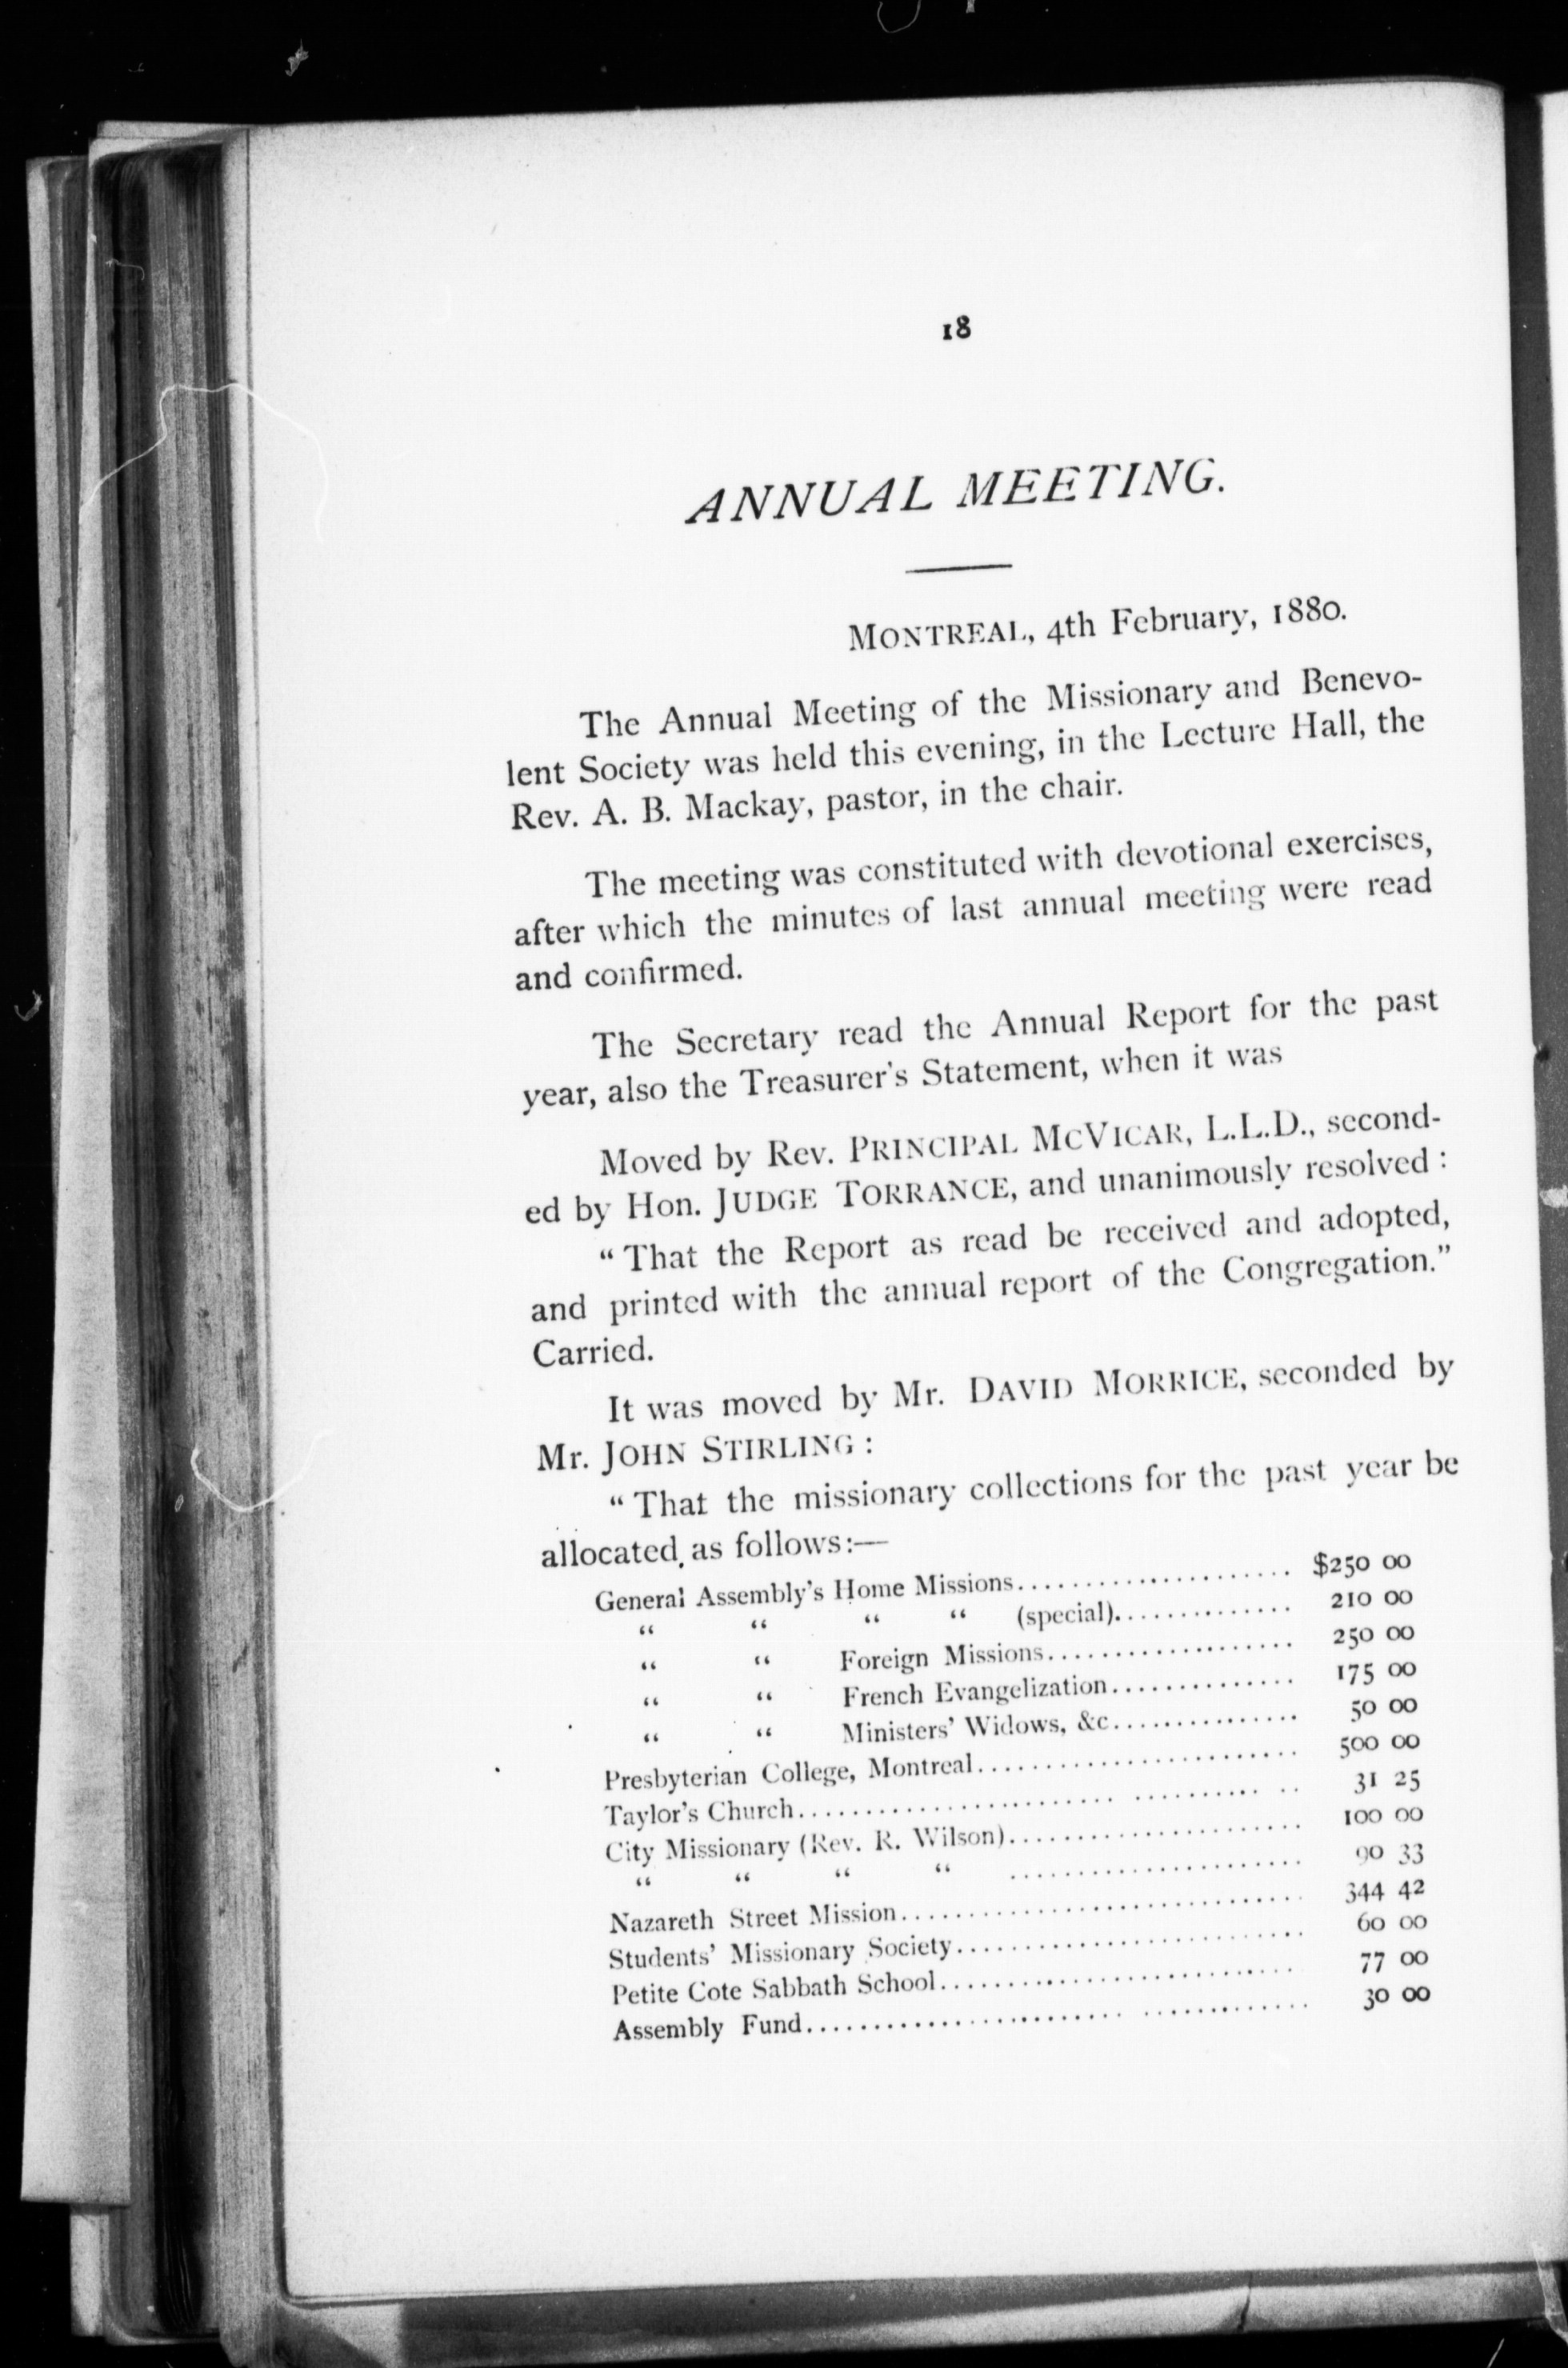 18
ANNUAL MEETING.
MONTREAL, 4th February, 1880.
The Annual Meeting of the Missionary and Benevo-
lent Society was held this evening, in the Lecture Hall, the
Rev. A. B. Mackay, pastor, in the chair.
The meeting was constituted with devotional exercises,
after which the minutes of last annual meeting were read
and confirmed.
The Secretary read the Annual Report for the past
year, also the Treasurer's Statement, when it was
Moved by Rev. PRINCIPAL MCVICAR, L.L.D., second-
ed by Hon. JUDGE TORRANCE, and unanimously resolved :
“ That the Report as read be received and adopted,
and printed with the annual report of the Congregation.”
Carried.
It was moved by Mr. DAVID MORRICE, seconded by
Mr. JOHN STIRLING :
“ That the missionary collections for the past year be
allocated as follows:—
General Assembly's Home Missions.................... $250 00
“ “ “ “ (special)............. 210 00
“ “ Foreign Missions.................. 250 00
“ “ French Evangelization.............. 175 00
“ “ Ministers' Widows, &c.............. 50 00
Presbyterian College, Montreal........................ 500 00
Taylor's Church.................................... 31 25
City Missionary (Rev. R. Wilson)...................... 100 00
“ “ “ “ ...................... 90 33
Nazareth Street Mission.............................. 344 42
Students' Missionary Society.......................... 60 00
Petite Cote Sabbath School........................... 77 00
Assembly Fund.................................... 30 00